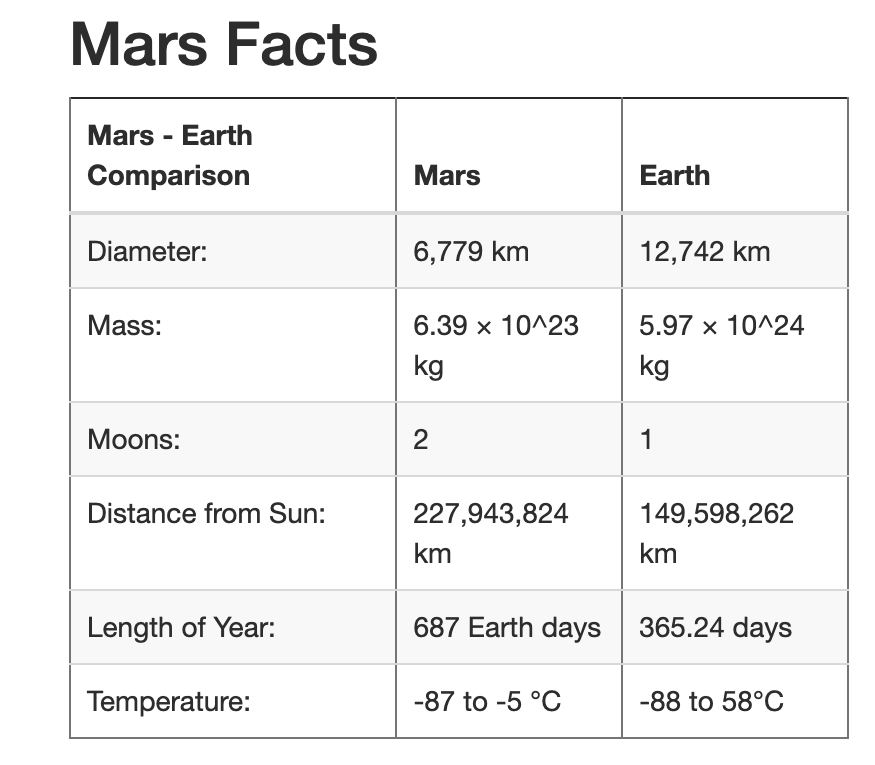 Mars Facts
Mars - Earth
Comparison
Mars
Earth
Diameter:
6,779 km
12,742 km
Mass:
6.39 × 10^23
kg
5.97 × 10^24
kg
Moons:
2
1
Distance from Sun:
227,943,824
km
149,598,262
km
Length of Year:
687 Earth days
365.24 days
Temperature:
-87 to -5 °C
-88 to 58°C